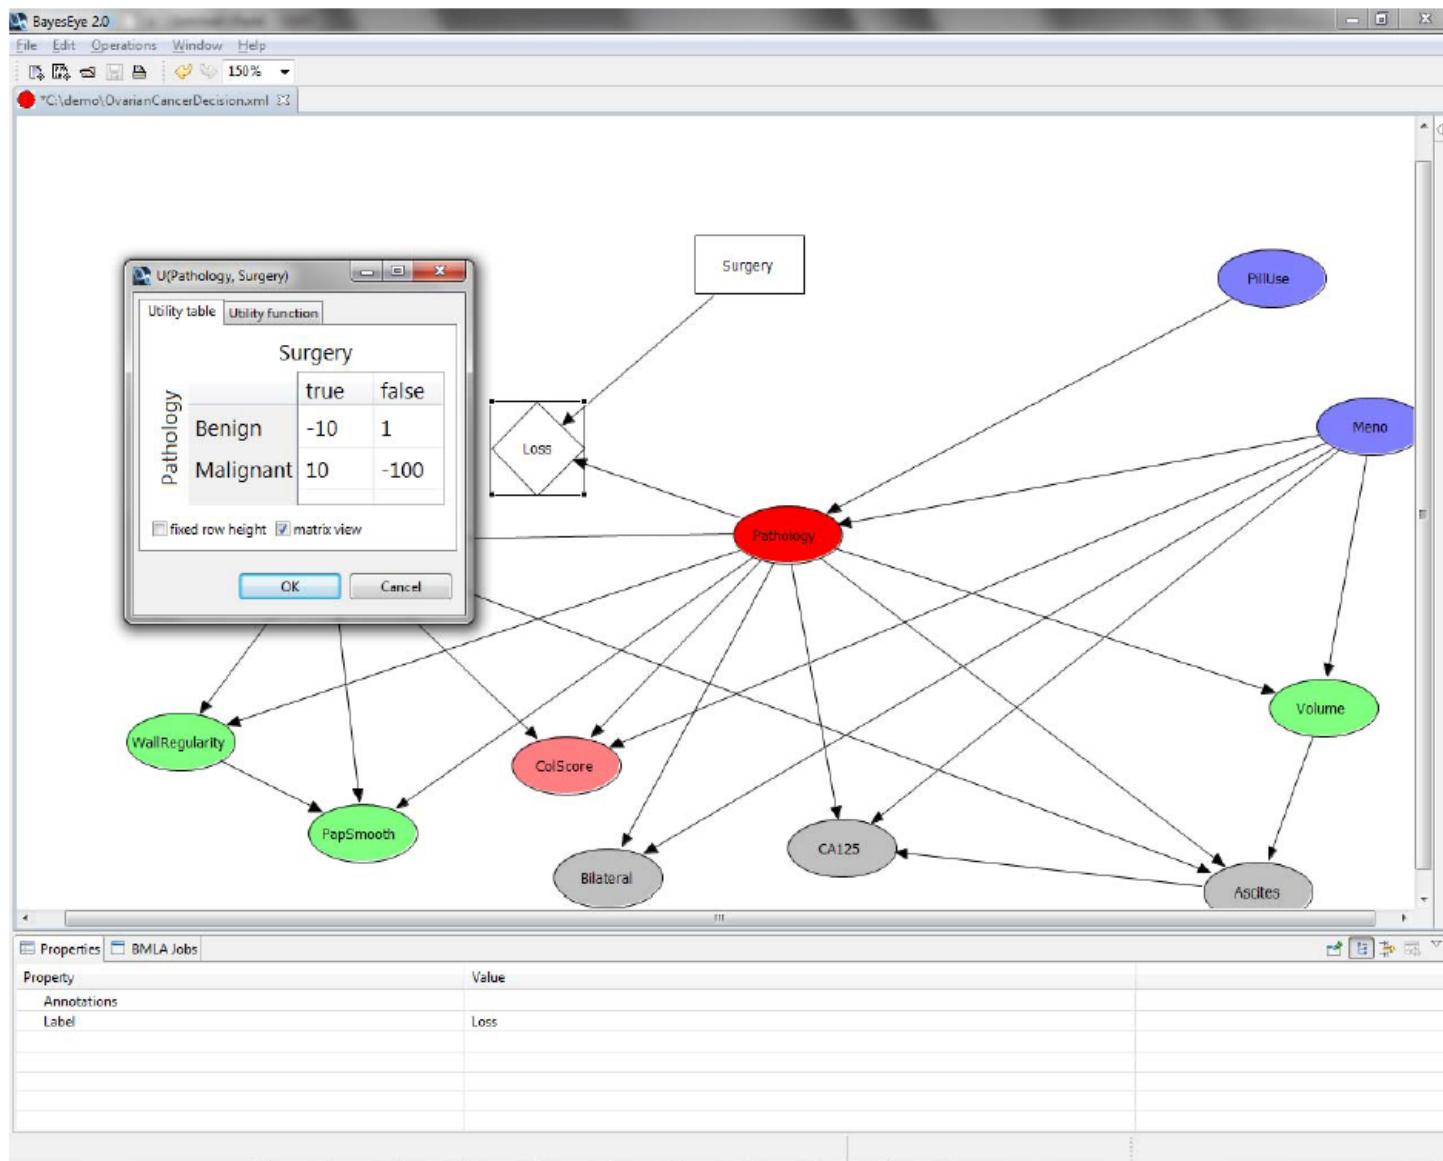 BayesEye 2.0
File Edit Operations Window Help
150%
*C:\demo\OvarianCancerDecision.xml
Surgery
PillUse
U(Pathology, Surgery)
Utility table Utility function
Surgery
Pathology
true false
Benign -10 1
Malignant 10 -100
fixed row height matrix view
OK Cancel
Loss
Meno
Pathology
WallRegularity
ColScore
Volume
PapSmooth
Bilateral
CA125
Ascites
Properties BMLA Jobs
Property Value
Annotations
Label Loss